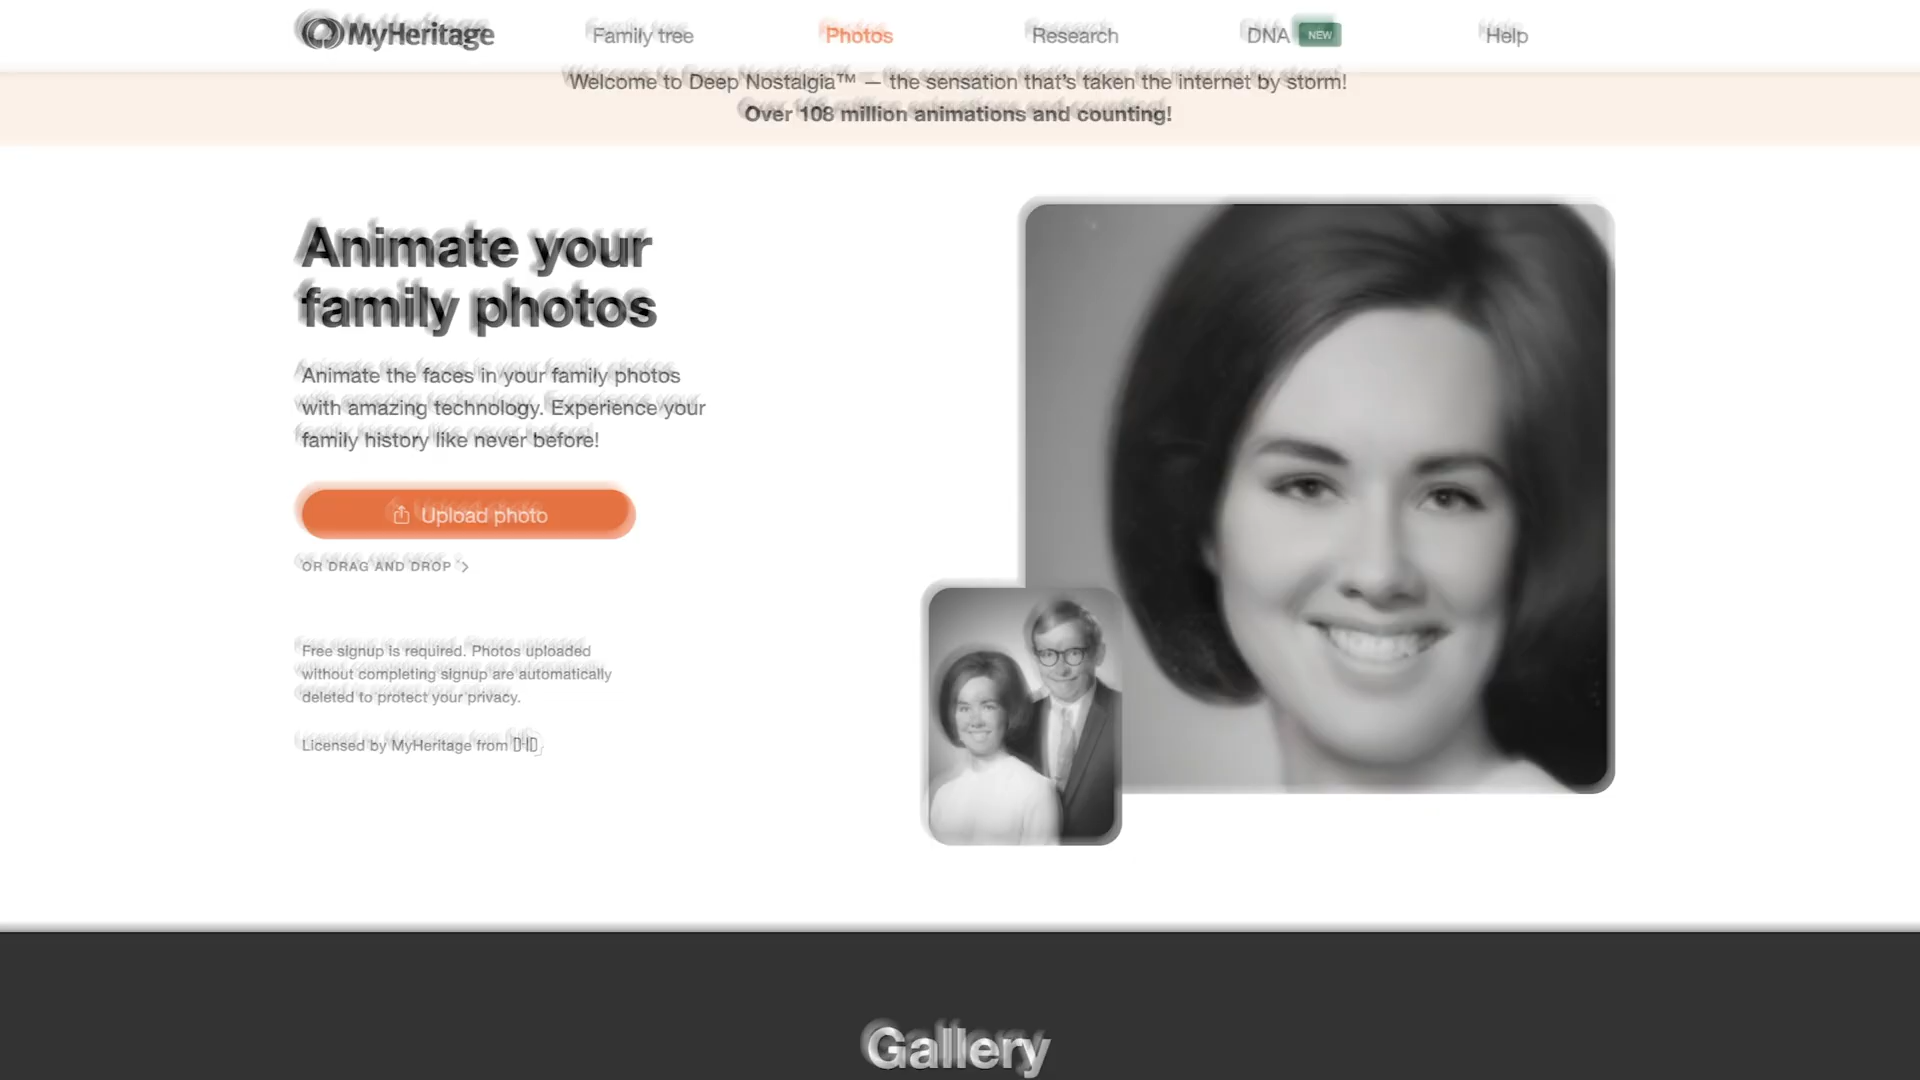 MyHeritage
Family tree
Photos
Research
DNA NEW
Help
Welcome to Deep Nostalgia™ — the sensation that's taken the internet by storm!
Over 108 million animations and counting!
Animate your
family photos
Animate the faces in your family photos
with amazing technology. Experience your
family history like never before!
Upload photo
OR DRAG AND DROP >
Free signup is required. Photos uploaded
without completing signup are automatically
deleted to protect your privacy.
Licensed by MyHeritage from D-ID
Gallery